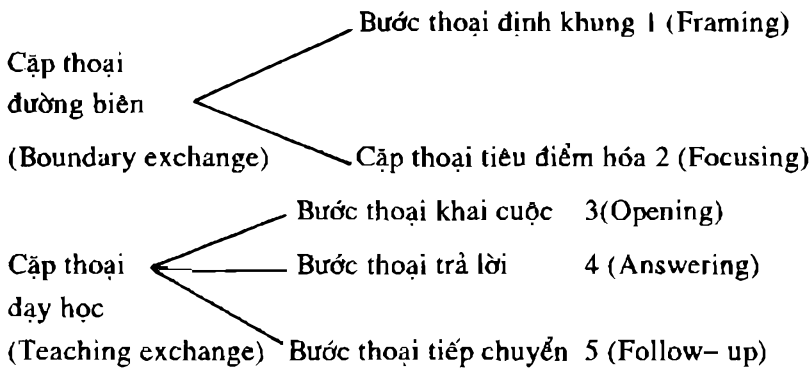 Bước thoại định khung 1 (Framing)
Cặp thoại
đường biên
(Boundary exchange)
Cặp thoại tiêu điểm hóa 2 (Focusing)
Bước thoại khai cuộc 3(Opening)
Cặp thoại
Bước thoại trả lời 4 (Answering)
dạy học
(Teaching exchange)
Bước thoại tiếp chuyển 5 (Follow– up)